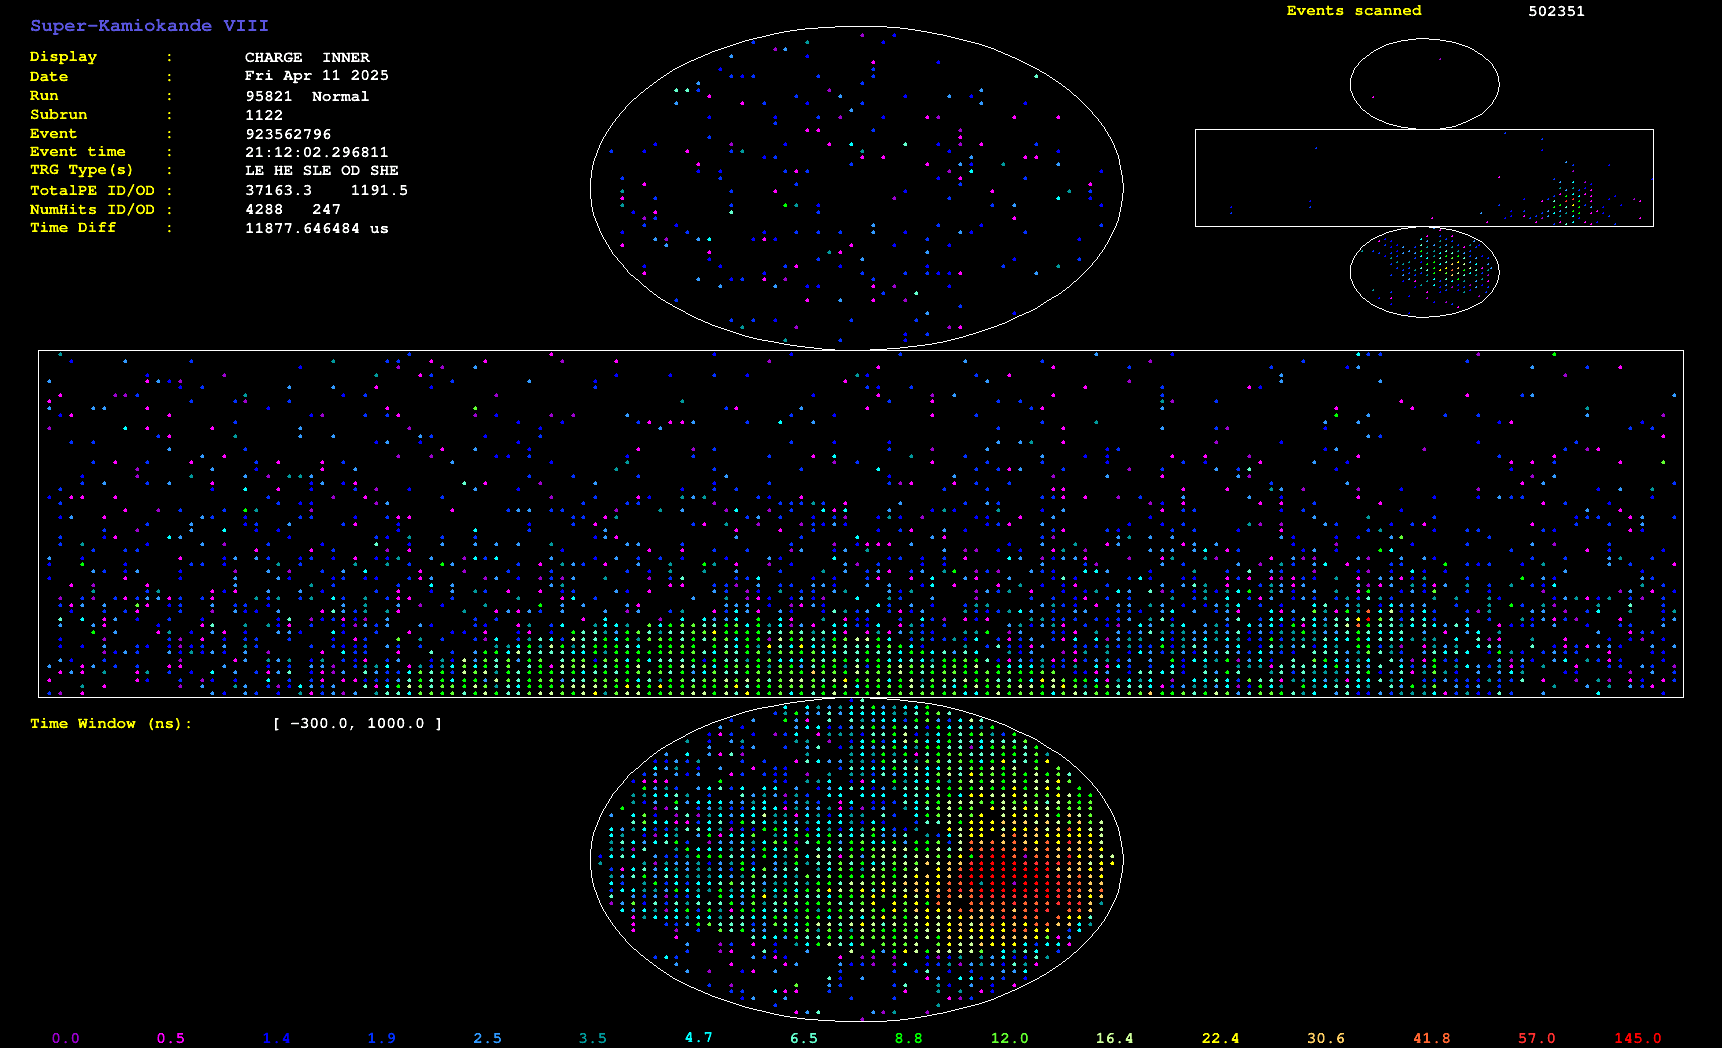 Super-Kamiokande VIII
Events scanned 502351
Display : CHARGE INNER
Date : Fri Apr 11 2025
Run : 95821 Normal
Subrun : 1122
Event : 923562796
Event time : 21:12:02.296811
TRG Type(s) : LE HE SLE OD SHE
TotalPE ID/OD : 37163.3 1191.5
NumHits ID/OD : 4288 247
Time Diff : 11877.646484 us
Time Window (ns): [ -300.0, 1000.0 ]
0.0 0.5 1.4 1.9 2.5 3.5 4.7 6.5 8.8 12.0 16.4 22.4 30.6 41.8 57.0 145.0